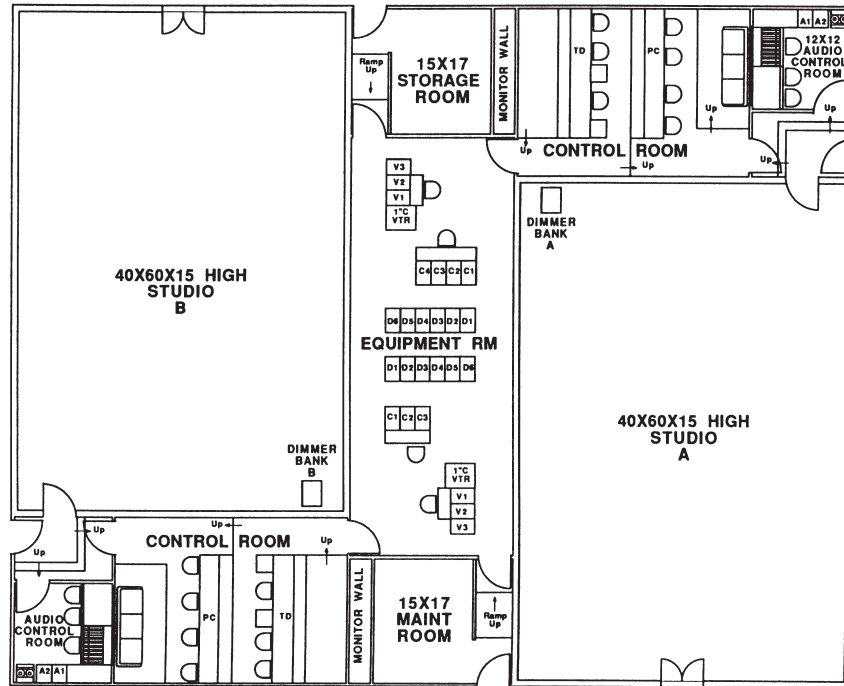 Ramp
Up
15X17
STORAGE
ROOM
MONITOR WALL
TD
PC
A1 A2
12X12
AUDIO
CONTROL
ROOM
Up
Up
Up
CONTROL ROOM
Up
Up
V3
V2
V1
1"C
VTR
DIMMER
BANK
A
C4 C3 C2 C1
40X60X15 HIGH
STUDIO
B
D6 D5 D4 D3 D2 D1
EQUIPMENT RM
D1 D2 D3 D4 D5 D6
C1 C2 C3
40X60X15 HIGH
STUDIO
A
DIMMER
BANK
B
1"C
VTR
V1
V2
V3
Up
Up
CONTROL ROOM
Up
Up
AUDIO
CONTROL
ROOM
A2 A1
PC
TD
MONITOR WALL
15X17
MAINT
ROOM
Ramp
Up